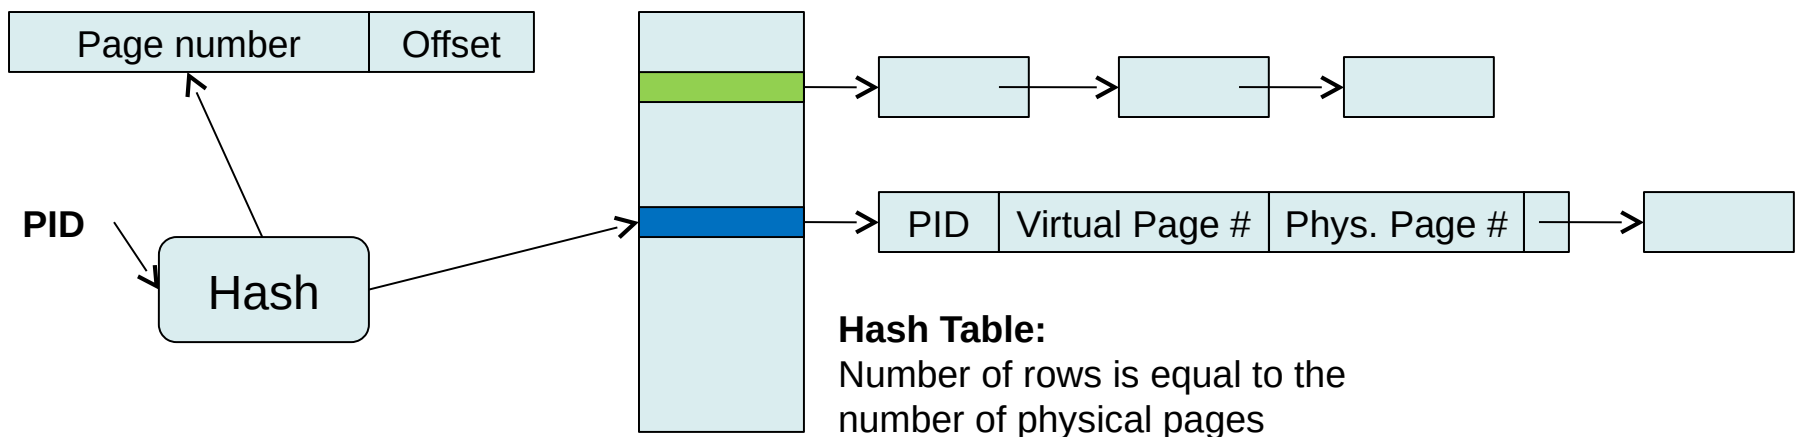 Page number Offset
PID
Hash
PID Virtual Page # Phys. Page #
Hash Table:
Number of rows is equal to the
number of physical pages